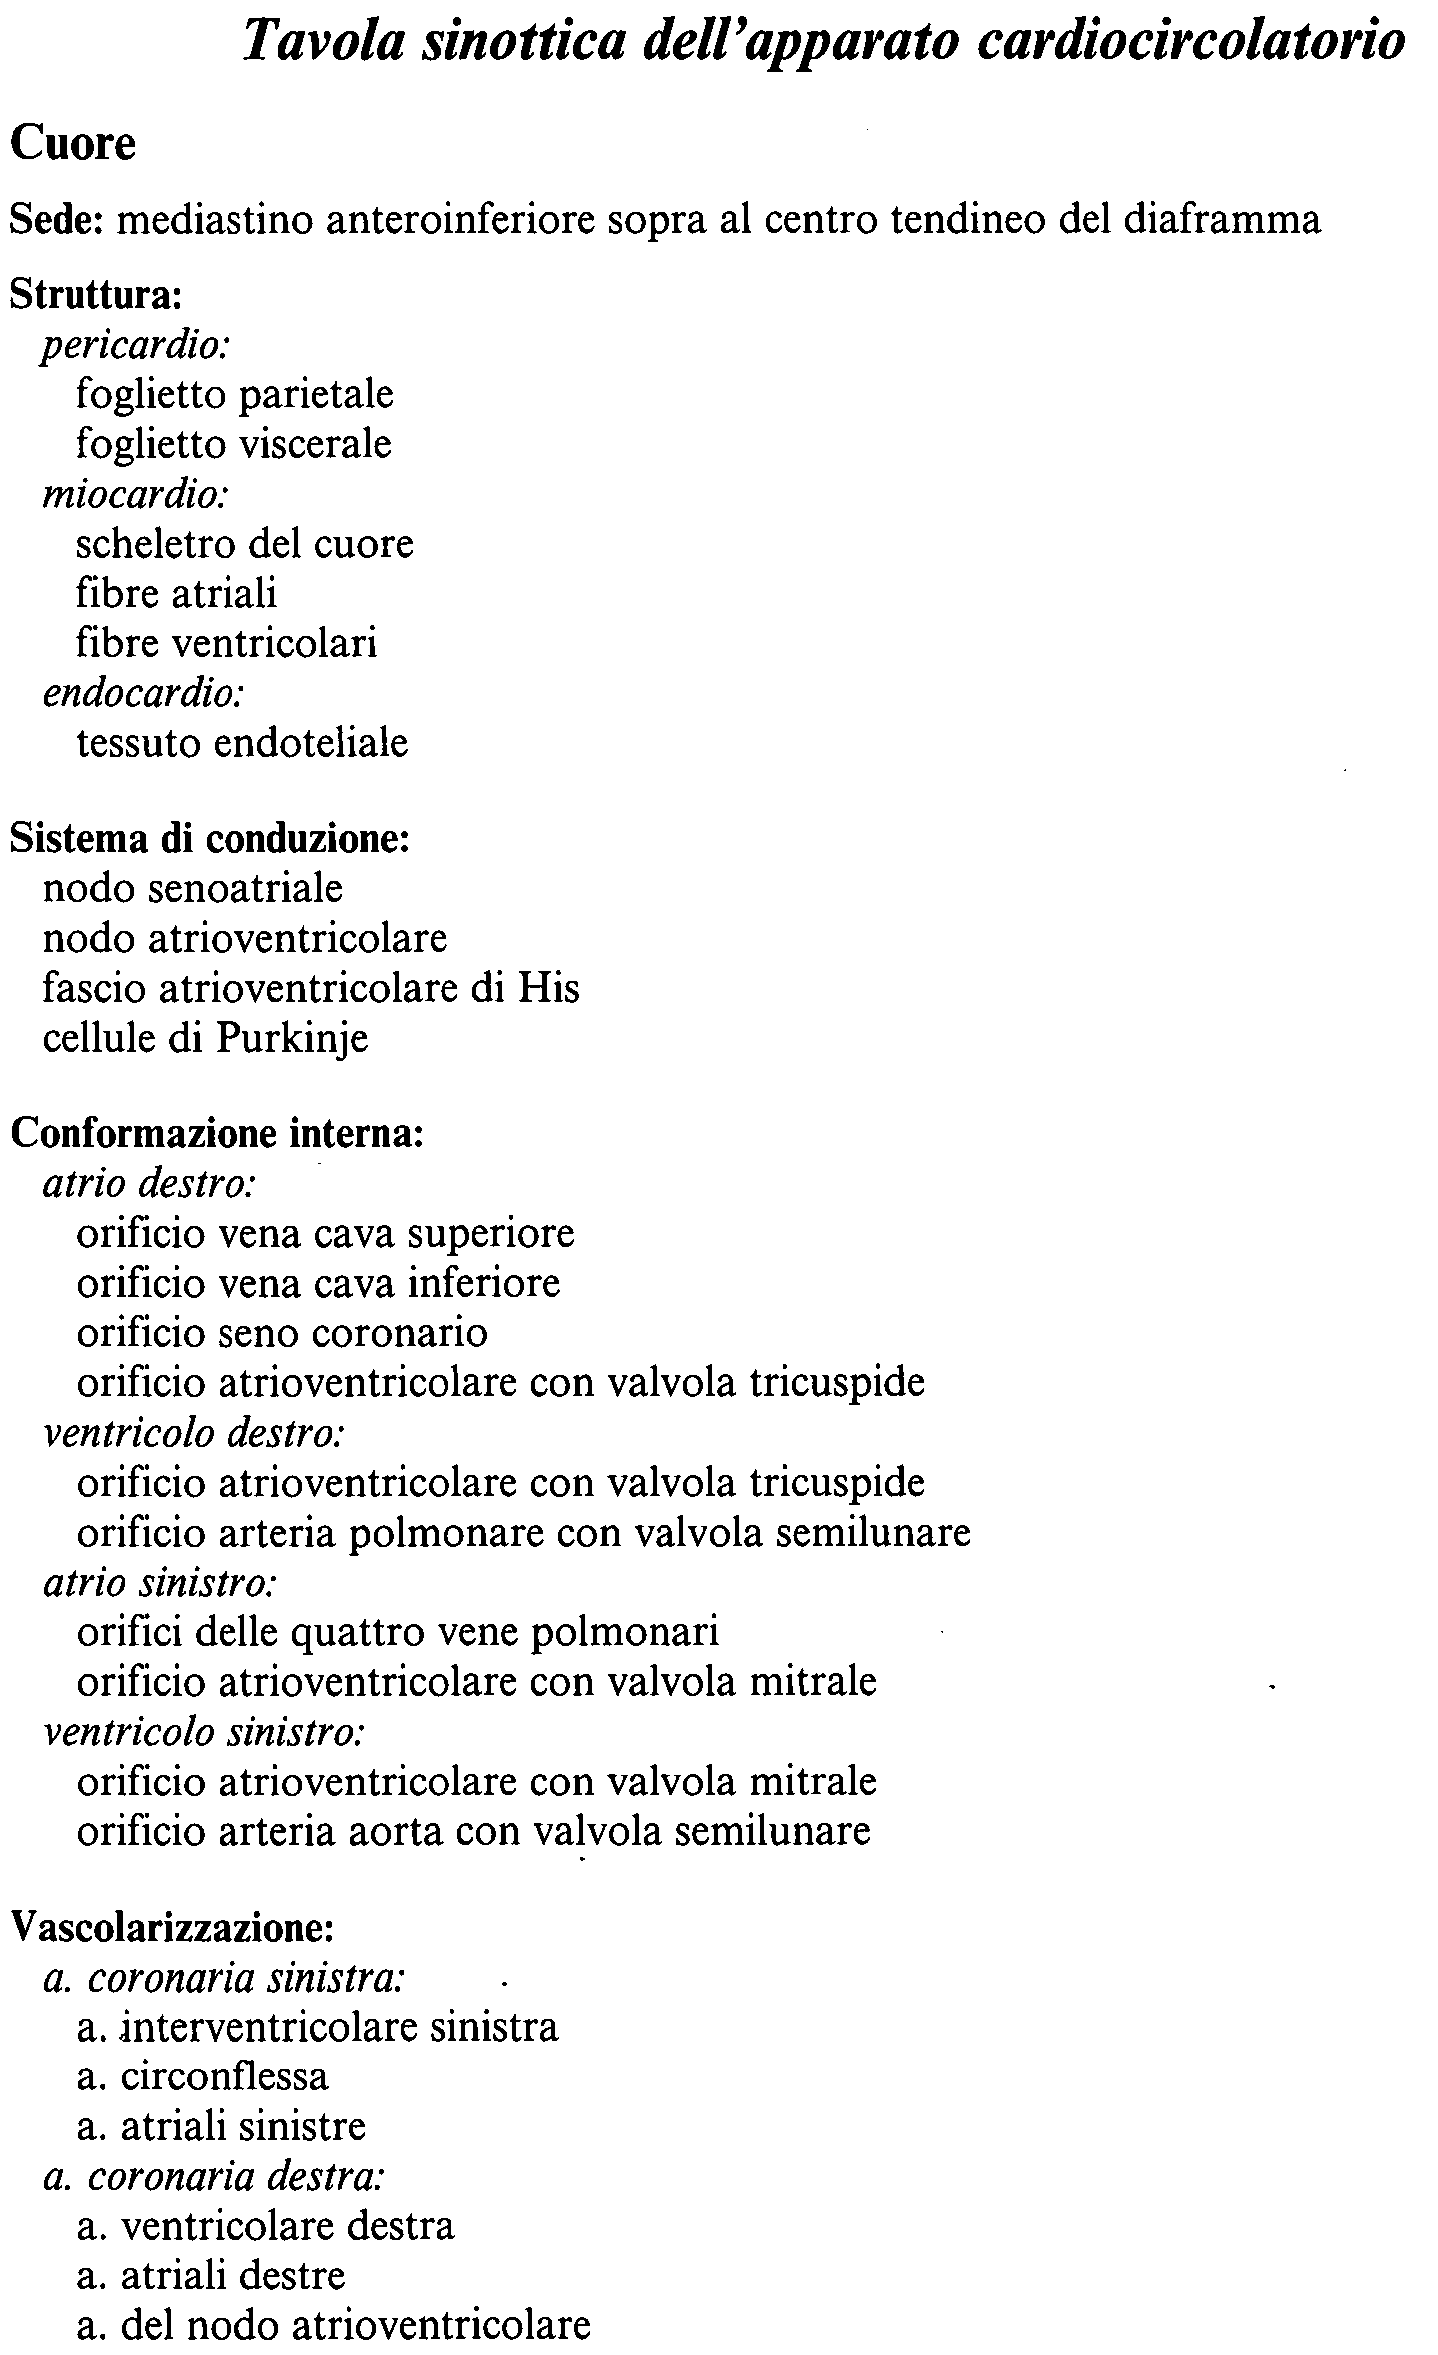 Tavola sinottica dell'apparato cardiocircolatorio
Cuore
Sede: mediastino anteroinferiore sopra al centro tendineo del diaframma
Struttura:
pericardio:
foglietto parietale
foglietto viscerale
miocardio:
scheletro del cuore
fibre atriali
fibre ventricolari
endocardio:
tessuto endoteliale
Sistema di conduzione:
nodo senoatriale
nodo atrioventricolare
fascio atrioventricolare di His
cellule di Purkinje
Conformazione interna:
atrio destro:
orificio vena cava superiore
orificio vena cava inferiore
orificio seno coronario
orificio atrioventricolare con valvola tricuspide
ventricolo destro:
orificio atrioventricolare con valvola tricuspide
orificio arteria polmonare con valvola semilunare
atrio sinistro:
orifici delle quattro vene polmonari
orificio atrioventricolare con valvola mitrale
ventricolo sinistro:
orificio atrioventricolare con valvola mitrale
orificio arteria aorta con valvola semilunare
Vascolarizzazione:
a. coronaria sinistra:
a. interventricolare sinistra
a. circonflessa
a. atriali sinistre
a. coronaria destra:
a. ventricolare destra
a. atriali destre
a. del nodo atrioventricolare